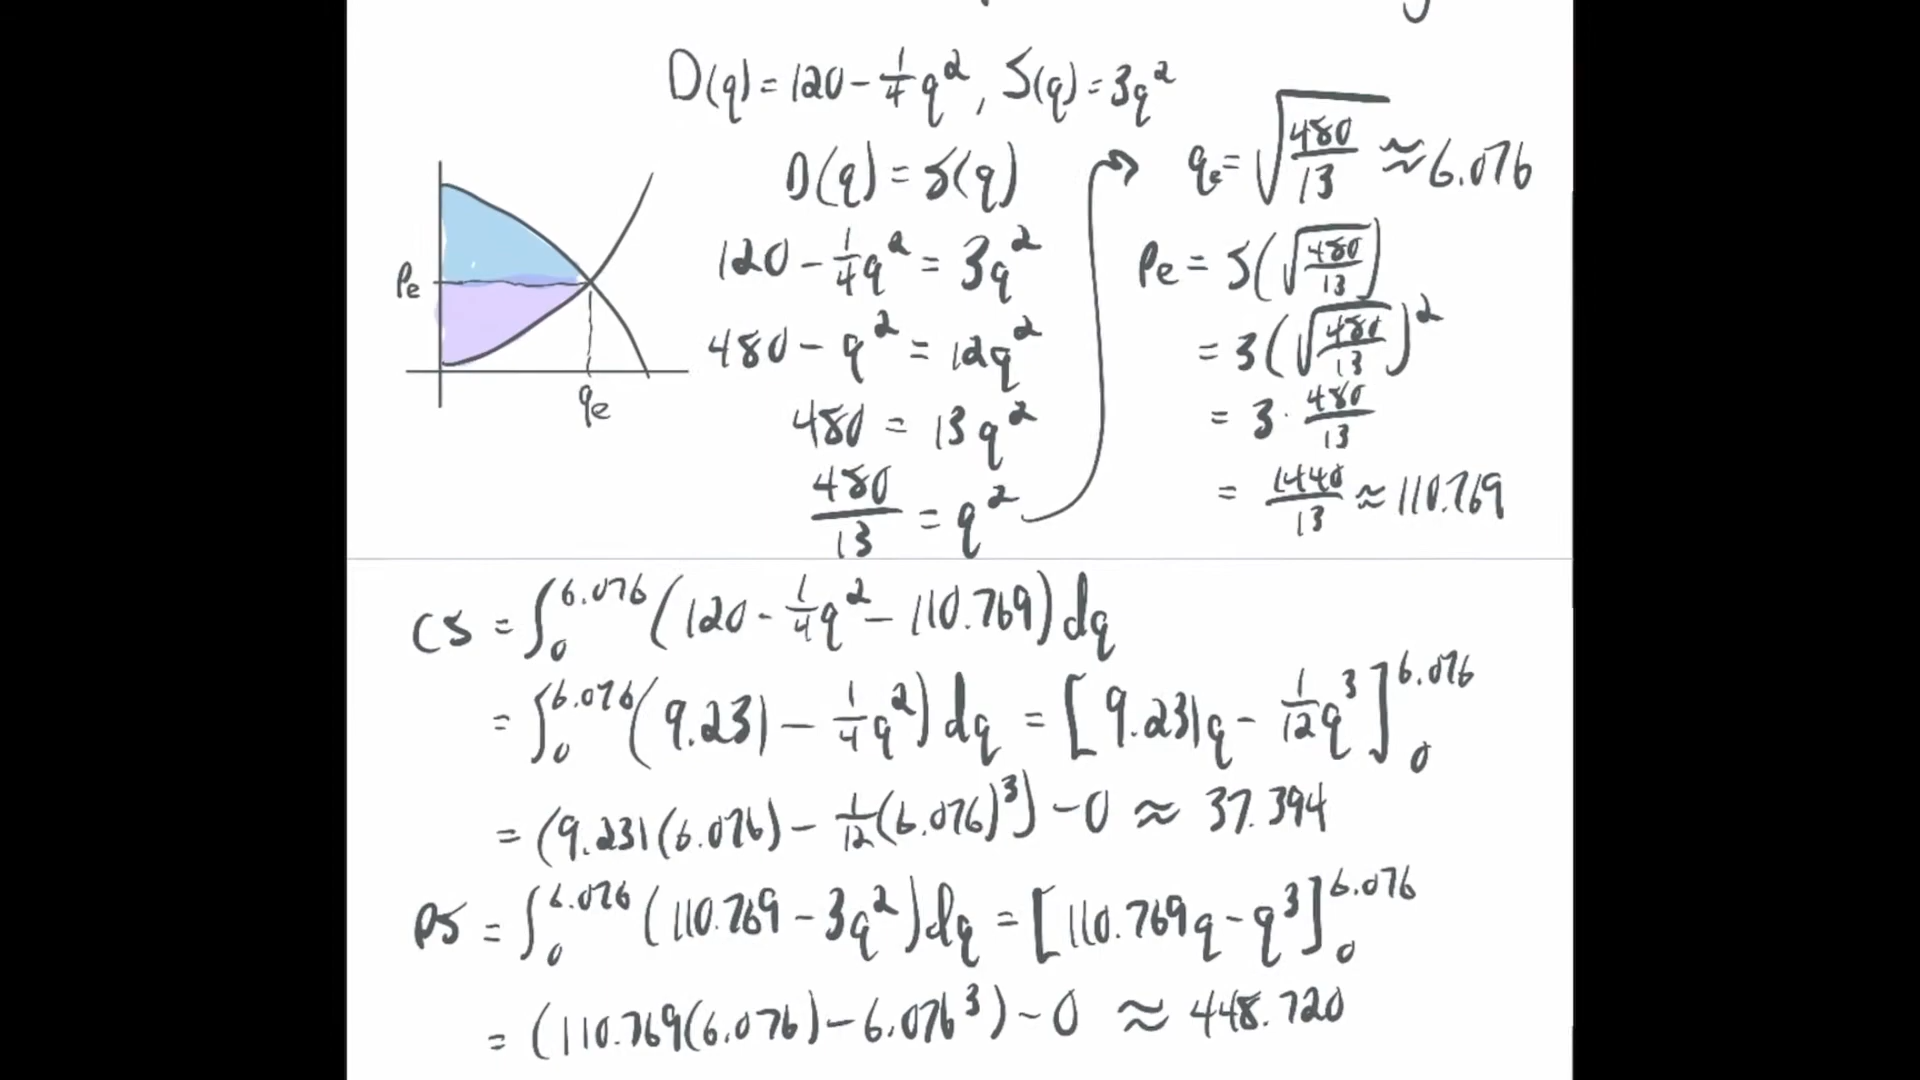 D(q) = 120 - 1/4 q², S(q) = 3q²
D(q) = S(q)
120 - 1/4 q² = 3q²
480 - q² = 12q²
480 = 13q²
480/13 = q²
qe = √(480/13) ≈ 6.076
Pe = S(√(480/13))
= 3(√(480/13))²
= 3 · 480/13
= 1440/13 ≈ 110.769
Pe
qe
CS = ∫₀^6.076 (120 - 1/4 q² - 110.769) dq
= ∫₀^6.076 (9.231 - 1/4 q²) dq = [9.231q - 1/12 q³]₀^6.076
= (9.231(6.076) - 1/12 (6.076)³) - 0 ≈ 37.394
PS = ∫₀^6.076 (110.769 - 3q²) dq = [110.769q - q³]₀^6.076
= (110.769(6.076) - 6.076³) - 0 ≈ 448.720